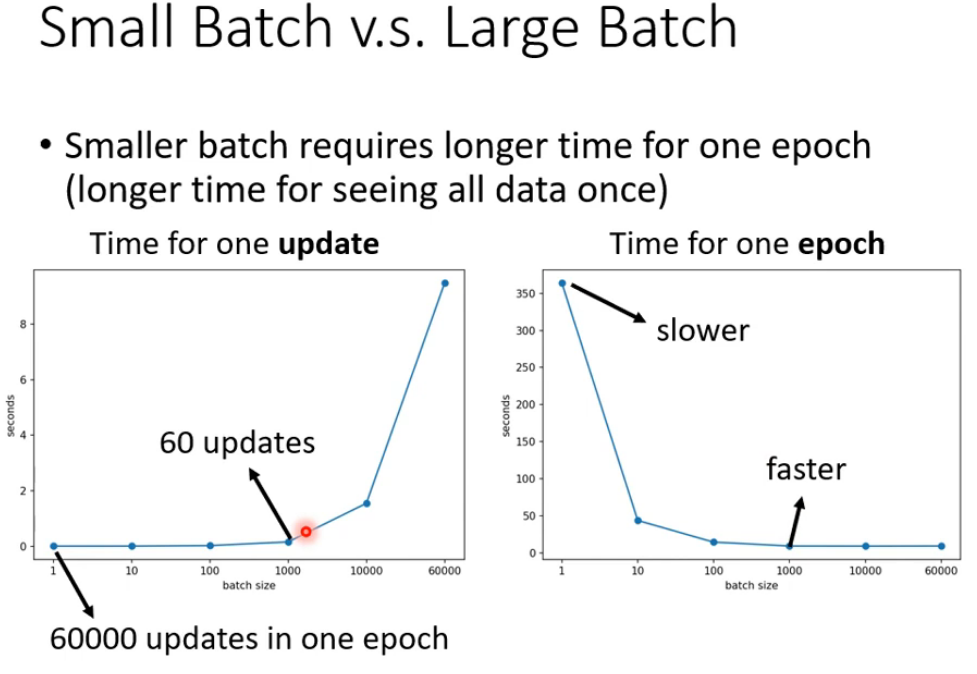 Small Batch v.s. Large Batch
• Smaller batch requires longer time for one epoch
(longer time for seeing all data once)
Time for one update
8
6
4
2
0
seconds
60 updates
1 10 100 1000 10000 60000
batch size
60000 updates in one epoch
Time for one epoch
350
300
250
200
150
100
50
0
seconds
slower
faster
1 10 100 1000 10000 60000
batch size